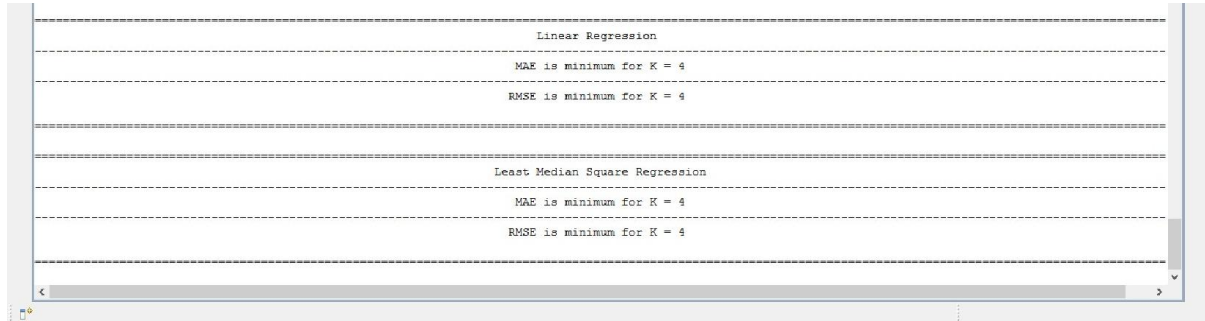 Linear Regression
MAE is minimum for K = 4
RMSE is minimum for K = 4
Least Median Square Regression
MAE is minimum for K = 4
RMSE is minimum for K = 4